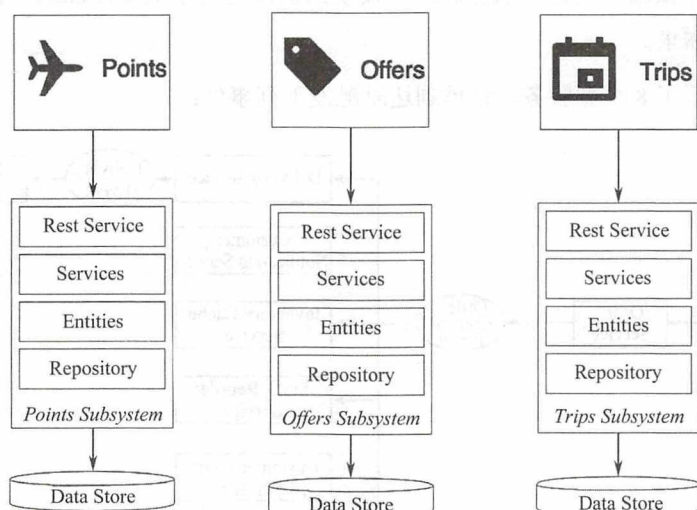 Points
Offers
Trips
Rest Service
Services
Entities
Repository
Points Subsystem
Data Store
Rest Service
Services
Entities
Repository
Offers Subsystem
Data Store
Rest Service
Services
Entities
Repository
Trips Subsystem
Data Store